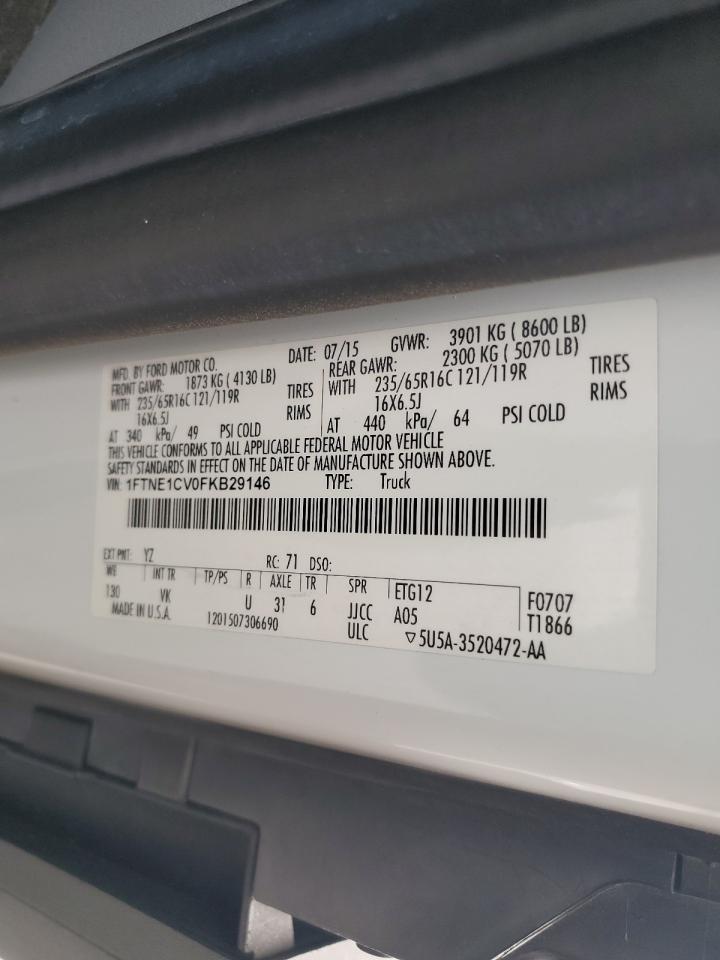 MFD. BY FORD MOTOR CO.
DATE: 07/15 GVWR: 3901 KG ( 8600 LB)
FRONT GAWR: 1873 KG ( 4130 LB) REAR GAWR: 2300 KG ( 5070 LB)
WITH 235/65R16C 121/119R TIRES WITH 235/65R16C 121/119R TIRES
16X6.5J RIMS 16X6.5J RIMS
AT 340 kPa/ 49 PSI COLD AT 440 kPa/ 64 PSI COLD
THIS VEHICLE CONFORMS TO ALL APPLICABLE FEDERAL MOTOR VEHICLE
SAFETY STANDARDS IN EFFECT ON THE DATE OF MANUFACTURE SHOWN ABOVE.
VIN: 1FTNE1CV0FKB29146 TYPE: Truck
EXT PNT: YZ RC: 71 DSO:
WB INT TR TP/PS R AXLE TR SPR ETG12 F0707
130 VK U 31 6 JJCC A05 T1866
MADE IN U.S.A. 1201507306690 ULC ▽5U5A-3520472-AA